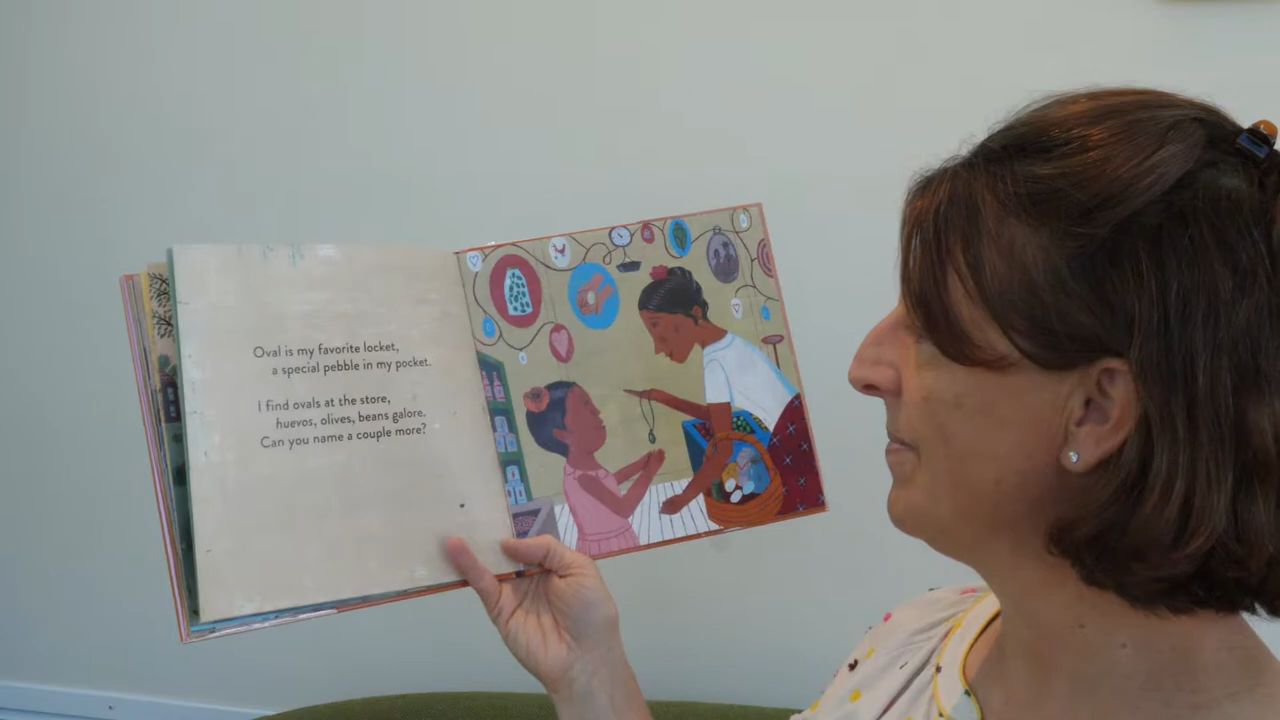 Oval is my favorite locket,
a special pebble in my pocket.
I find ovals at the store,
huevos, olives, beans galore.
Can you name a couple more?